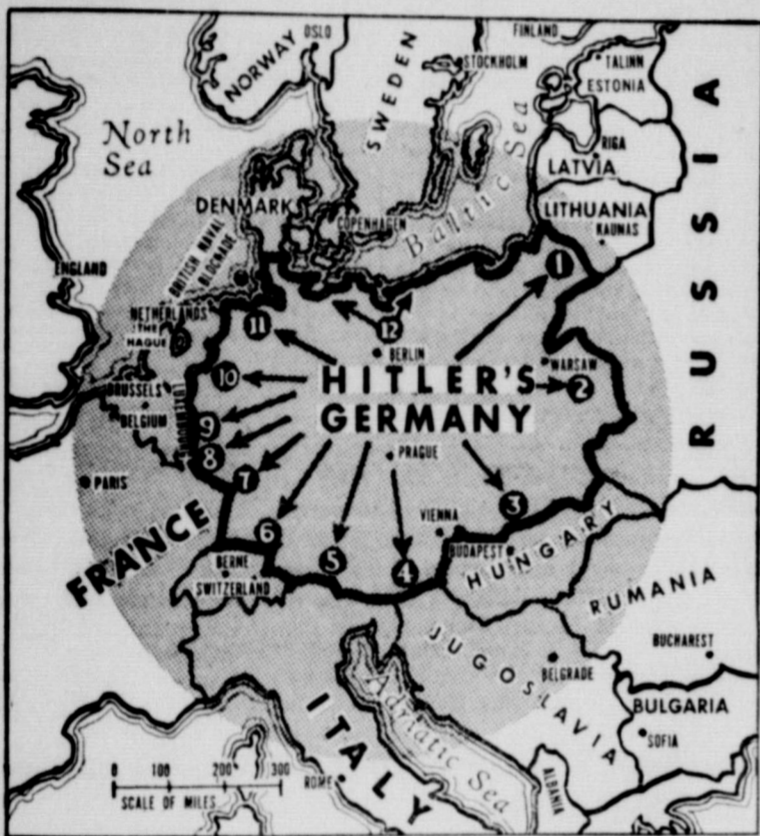 NORWAY
OSLO
SWEDEN
STOCKHOLM
FINLAND
TALINN
ESTONIA
North
Sea
Baltic Sea
RIGA
LATVIA
LITHUANIA
KAUNAS
RUSSIA
DENMARK
COPENHAGEN
ENGLAND
BRITISH NAVAL
BLOCKADE
NETHERLANDS
THE
HAGUE
1
11
12
BERLIN
WARSAW
10
HITLER'S
2
GERMANY
BRUSSELS
BELGIUM
9
8
7
PRAGUE
PARIS
FRANCE
3
VIENNA
BUDAPEST
HUNGARY
6
5
4
BERNE
SWITZERLAND
RUMANIA
BUCHAREST
JUGOSLAVIA
BELGRADE
BULGARIA
SOFIA
ITALY
Adriatic Sea
ALBANIA
ROME
0 100 200 300
SCALE OF MILES